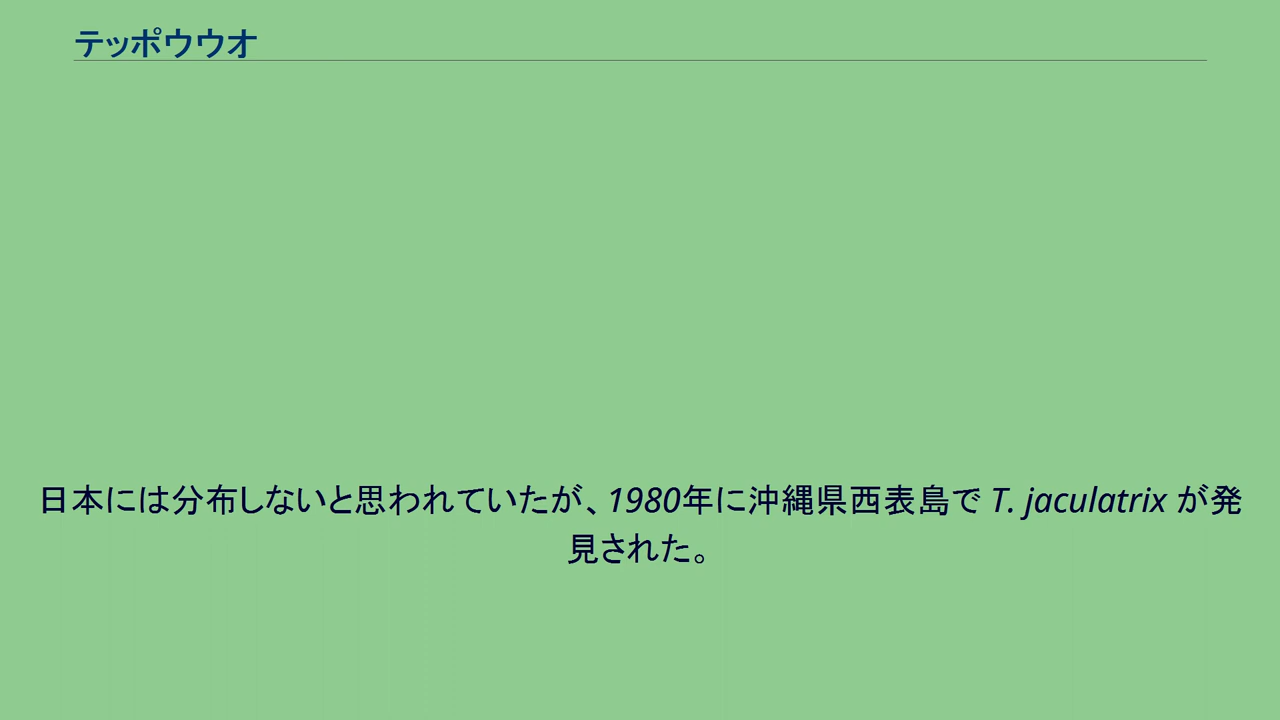 テッポウウオ
日本には分布しないと思われていたが、1980年に沖縄県西表島で T. jaculatrix が発
見された。